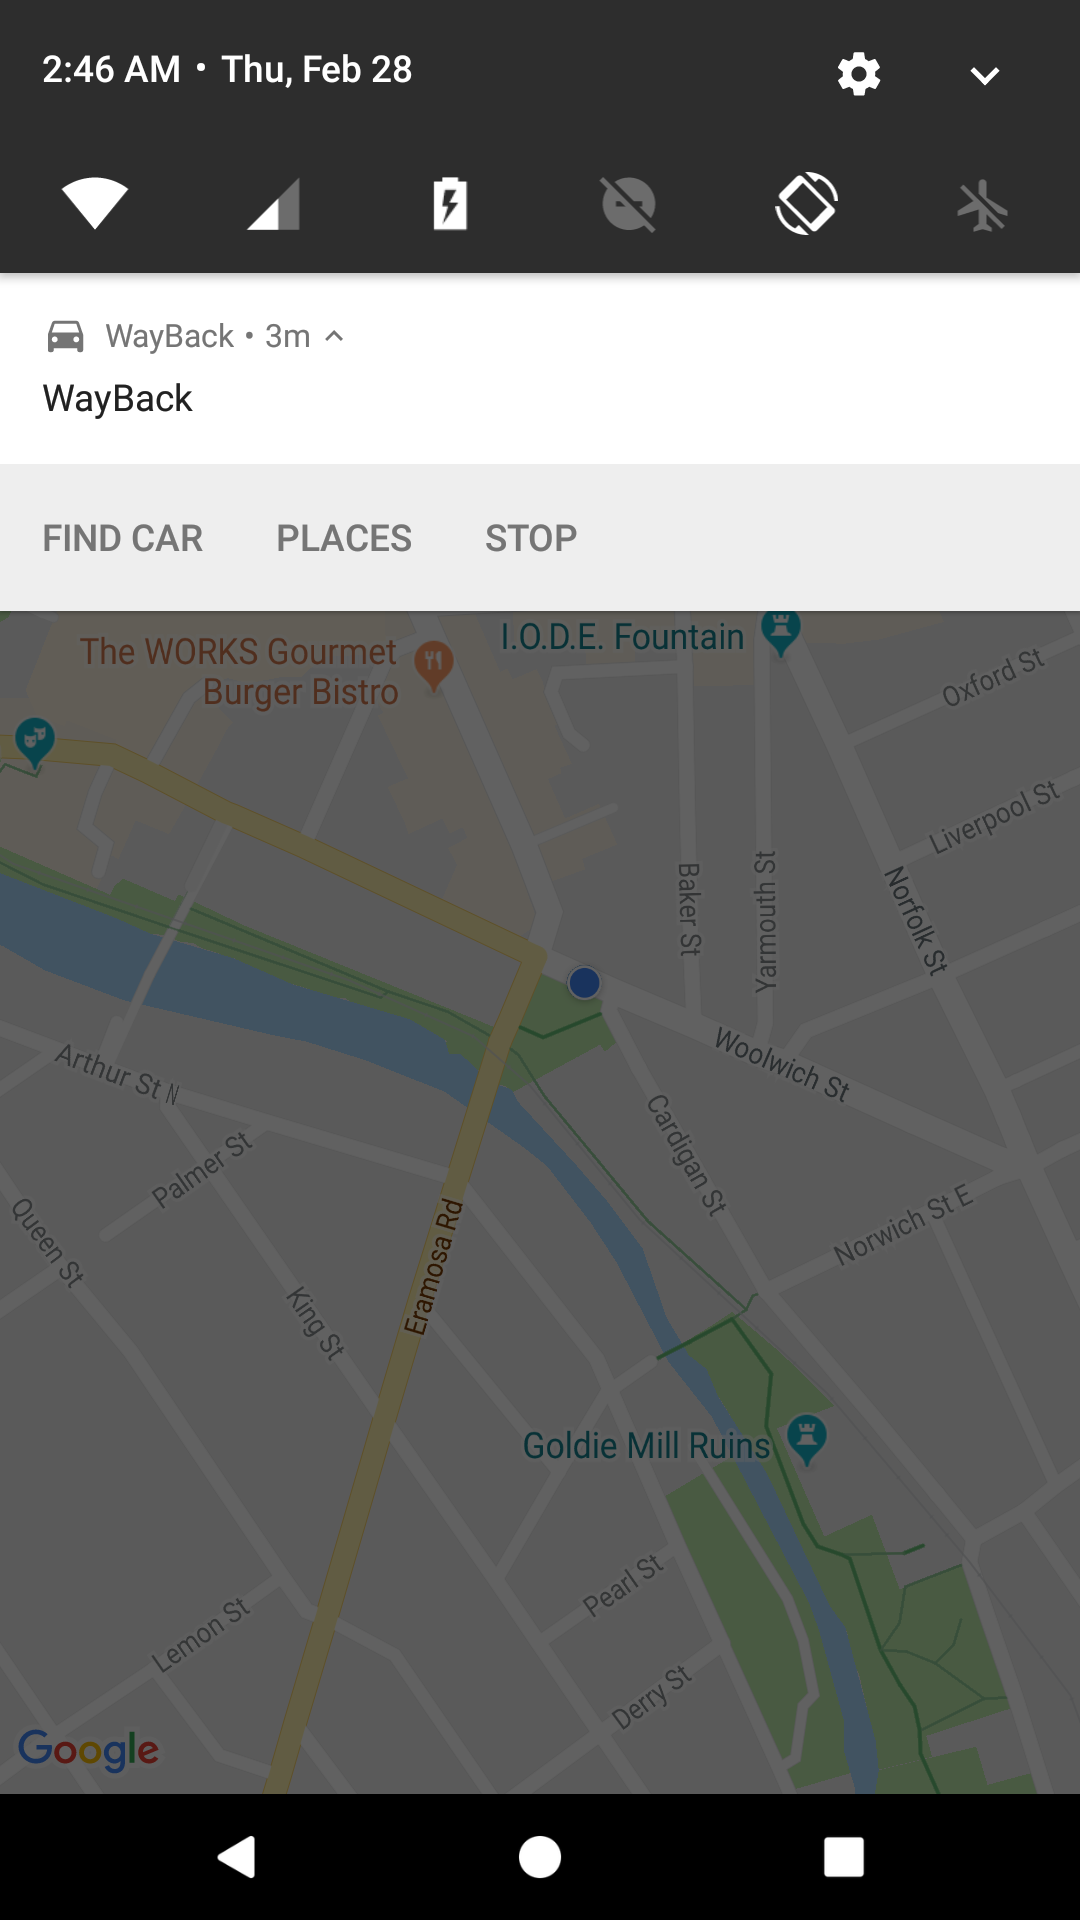 2:46 AM • Thu, Feb 28
WayBack • 3m
WayBack
FIND CAR PLACES STOP
The WORKS Gourmet
Burger Bistro
I.O.D.E. Fountain
Oxford St
Liverpool St
Baker St
Yarmouth St
Norfolk St
Woolwich St
Arthur St N
Cardigan St
Palmer St
Norwich St E
Queen St
Eramosa Rd
King St
Goldie Mill Ruins
Pearl St
Lemon St
Derry St
Google